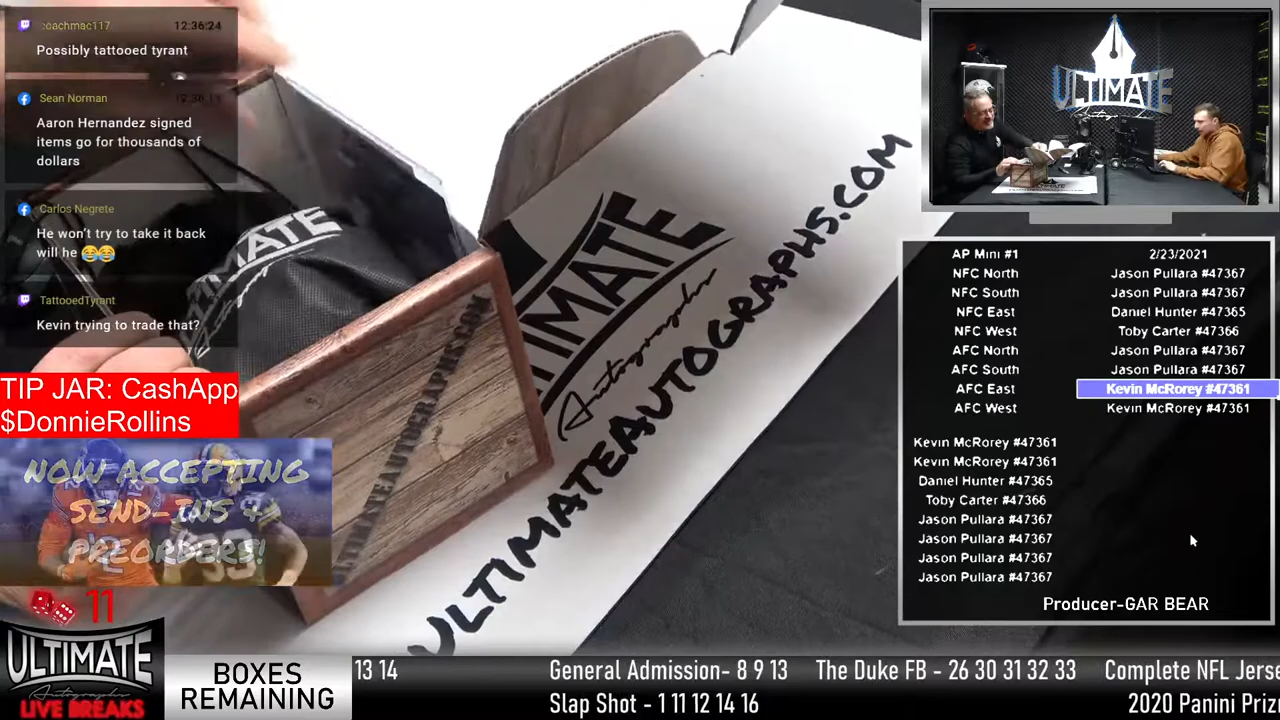 coachmac117 12:36:24
Possibly tattooed tyrant
Sean Norman
Aaron Hernandez signed
items go for thousands of
dollars
Carlos Negrete
He won't try to take it back
will he 😂😂
TattooedTyrant
Kevin trying to trade that?
TIP JAR: CashApp
$DonnieRollins
NOW ACCEPTING
SEND-INS &
PREORDERS!
11
ULTIMATE
Autographs
LIVE BREAKS
BOXES
REMAINING
13 14
General Admission- 8 9 13
The Duke FB - 26 30 31 32 33
Complete NFL Jerse
Slap Shot - 1 11 12 14 16
2020 Panini Priz
ULTIMATE
Autographs
ULTIMATEAUTOGRAPHS.COM
ULTIMATEAUTOGRAPHS.COM
ULTIMATE
Autographs
AP Mini #1 2/23/2021
NFC North Jason Pullara #47367
NFC South Jason Pullara #47367
NFC East Daniel Hunter #47365
NFC West Toby Carter #47366
AFC North Jason Pullara #47367
AFC South Jason Pullara #47367
AFC East Kevin McRorey #47361
AFC West Kevin McRorey #47361
Kevin McRorey #47361
Kevin McRorey #47361
Daniel Hunter #47365
Toby Carter #47366
Jason Pullara #47367
Jason Pullara #47367
Jason Pullara #47367
Jason Pullara #47367
Producer-GAR BEAR